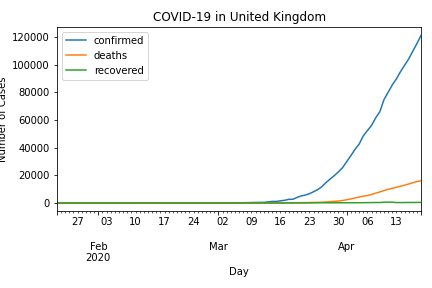 COVID-19 in United Kingdom
confirmed
deaths
recovered
120000
100000
80000
60000
40000
20000
0
Number of Cases
27 03 10 17 24 02 09 16 23 30 06 13
Feb Mar Apr
2020
Day